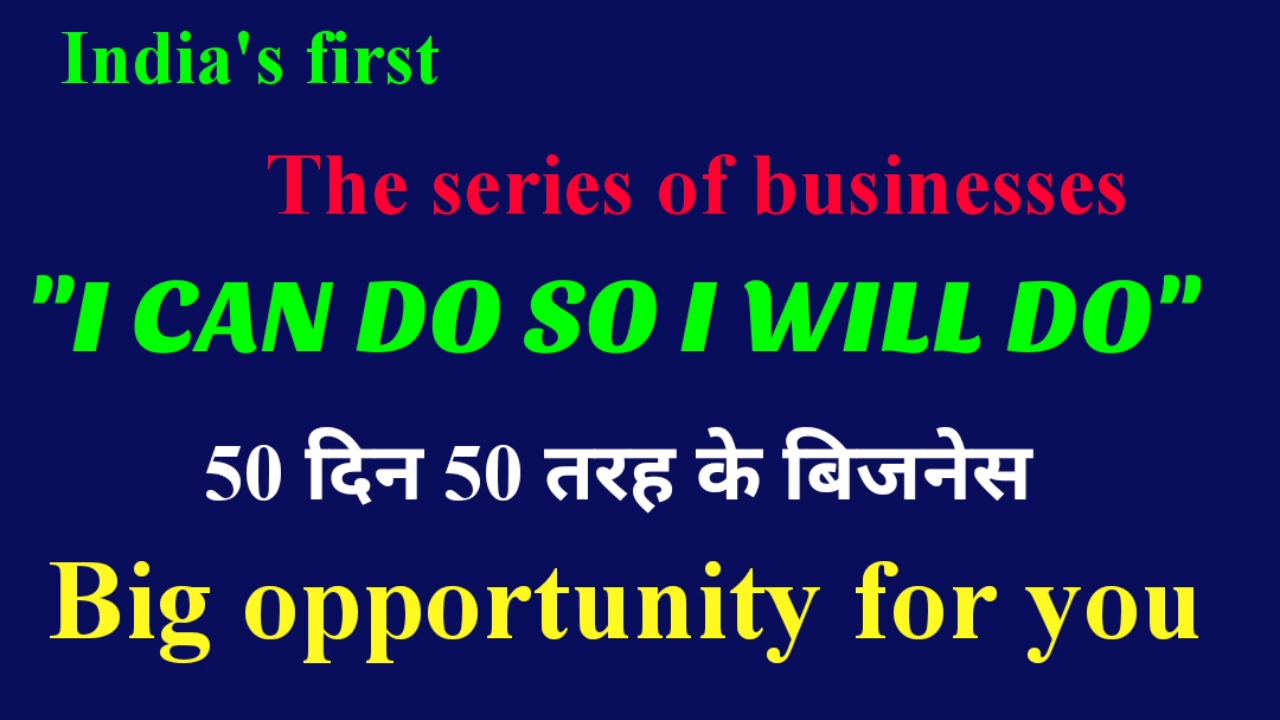 India's first
The series of businesses
"I CAN DO SO I WILL DO"
50 दिन 50 तरह के बिजनेस
Big opportunity for you